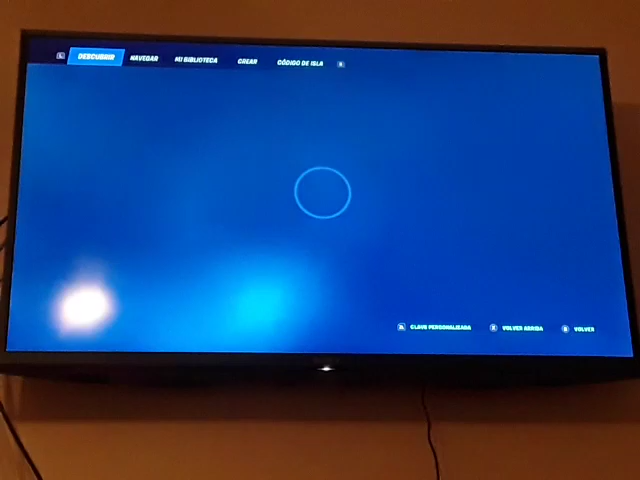 L DESCUBRIR NAVEGAR MI BIBLIOTECA CREAR CÓDIGO DE ISLA R
CLAVE PERSONALIZADA X VOLVER ARRIBA B VOLVER